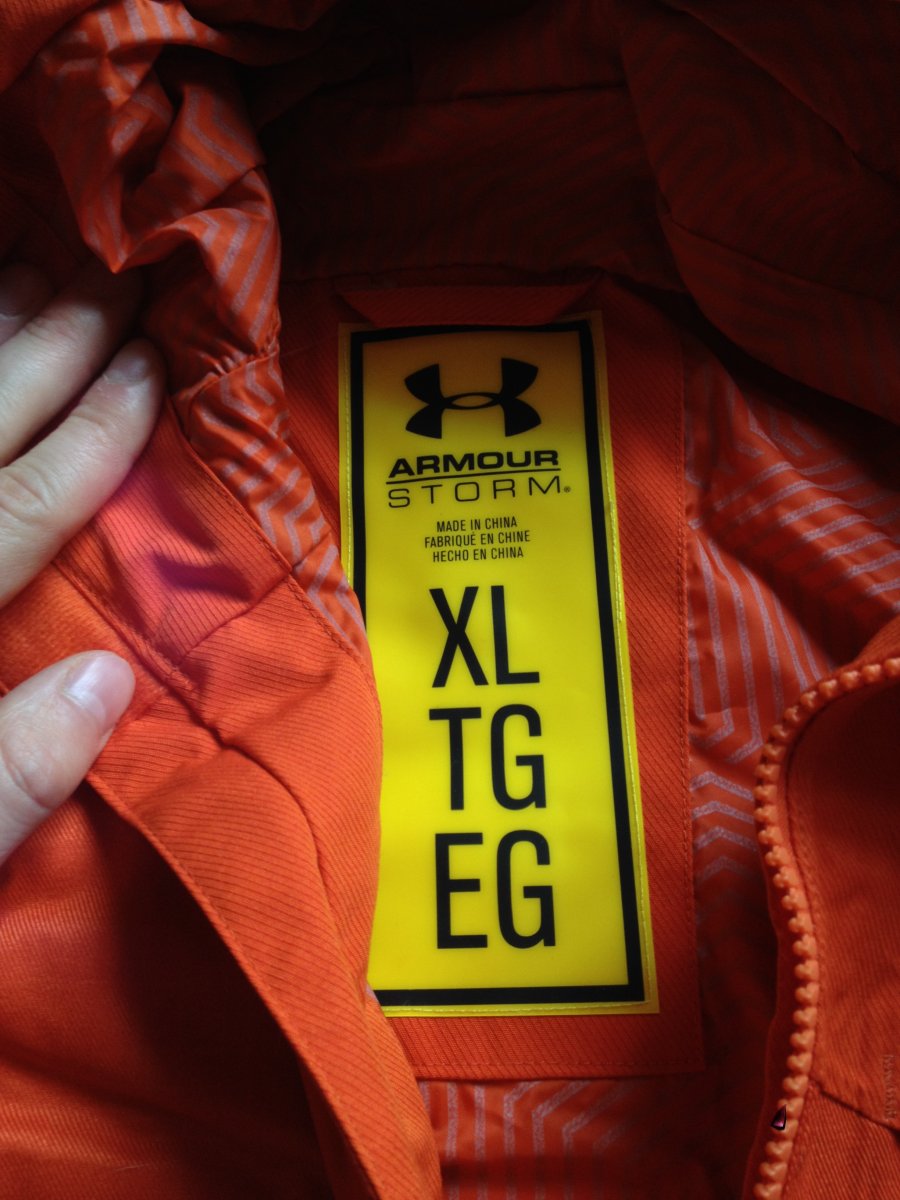 ARMOUR
STORM®
MADE IN CHINA
FABRIQUÉ EN CHINE
HECHO EN CHINA
XL
TG
EG